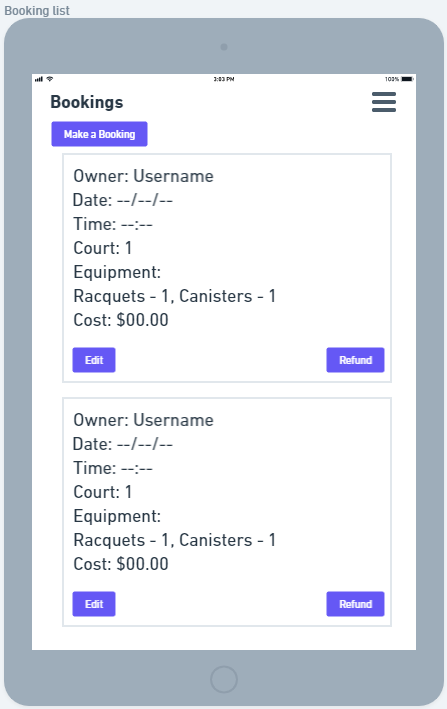 Booking list
3:03 PM
100%
Bookings
Make a Booking
Owner: Username
Date: --/--/--
Time: --:--
Court: 1
Equipment:
Racquets - 1, Canisters - 1
Cost: $00.00
Edit
Refund
Owner: Username
Date: --/--/--
Time: --:--
Court: 1
Equipment:
Racquets - 1, Canisters - 1
Cost: $00.00
Edit
Refund